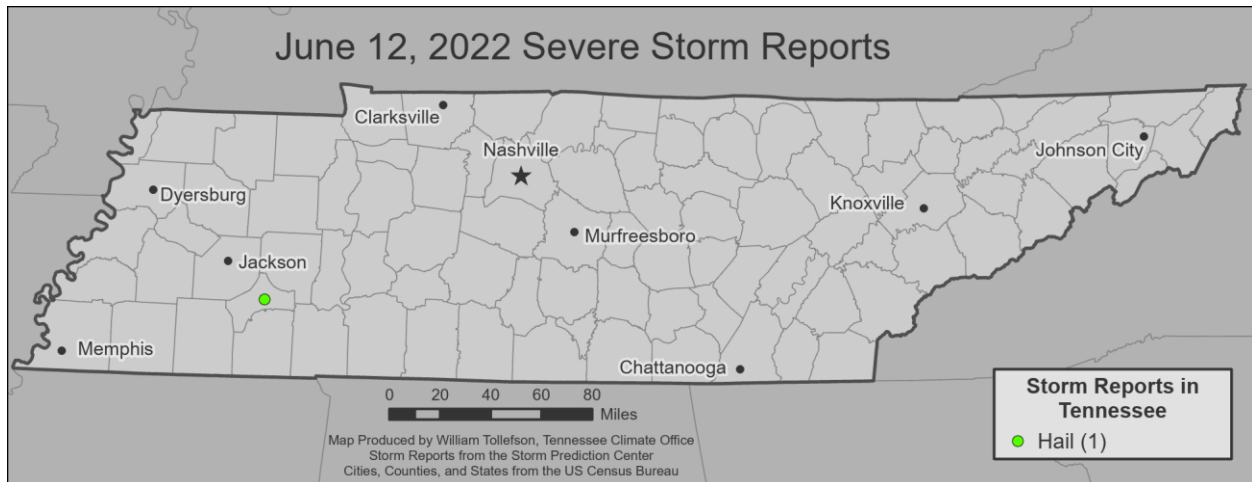 June 12, 2022 Severe Storm Reports
Clarksville
Nashville
Johnson City
Dyersburg
Knoxville
Murfreesboro
Jackson
Memphis
Chattanooga
0 20 40 60 80
Miles
Map Produced by William Tollefson, Tennessee Climate Office
Storm Reports from the Storm Prediction Center
Cities, Counties, and States from the US Census Bureau
Storm Reports in
Tennessee
Hail (1)